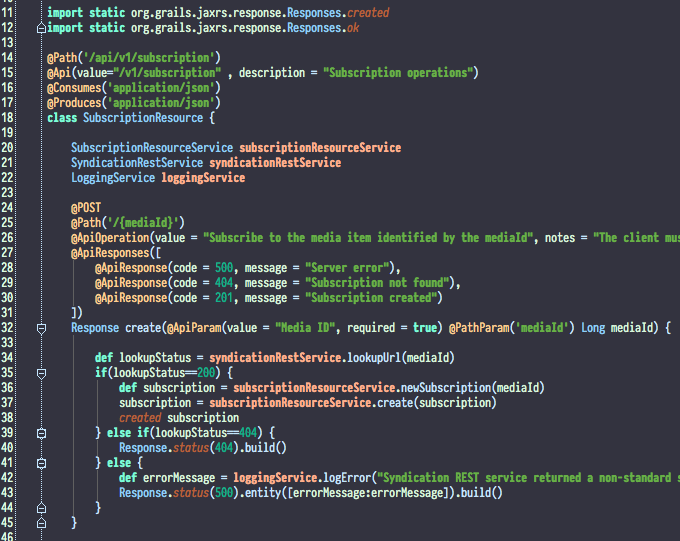 11 import static org.grails.jaxrs.response.Responses.created
12 import static org.grails.jaxrs.response.Responses.ok
13
14 @Path('/api/v1/subscription')
15 @Api(value="/v1/subscription" , description = "Subscription operations")
16 @Consumes('application/json')
17 @Produces('application/json')
18 class SubscriptionResource {
19
20 SubscriptionResourceService subscriptionResourceService
21 SyndicationRestService syndicationRestService
22 LoggingService loggingService
23
24 @POST
25 @Path('/{mediaId}')
26 @ApiOperation(value = "Subscribe to the media item identified by the mediaId", notes = "The client mus
27 @ApiResponses([
28 @ApiResponse(code = 500, message = "Server error"),
29 @ApiResponse(code = 404, message = "Subscription not found"),
30 @ApiResponse(code = 201, message = "Subscription created")
31 ])
32 Response create(@ApiParam(value = "Media ID", required = true) @PathParam('mediaId') Long mediaId) {
33
34 def lookupStatus = syndicationRestService.lookupUrl(mediaId)
35 if(lookupStatus==200) {
36 def subscription = subscriptionResourceService.newSubscription(mediaId)
37 subscription = subscriptionResourceService.create(subscription)
38 created subscription
39 } else if(lookupStatus==404) {
40 Response.status(404).build()
41 } else {
42 def errorMessage = loggingService.logError("Syndication REST service returned a non-standard s
43 Response.status(500).entity([errorMessage:errorMessage]).build()
44 }
45 }
46